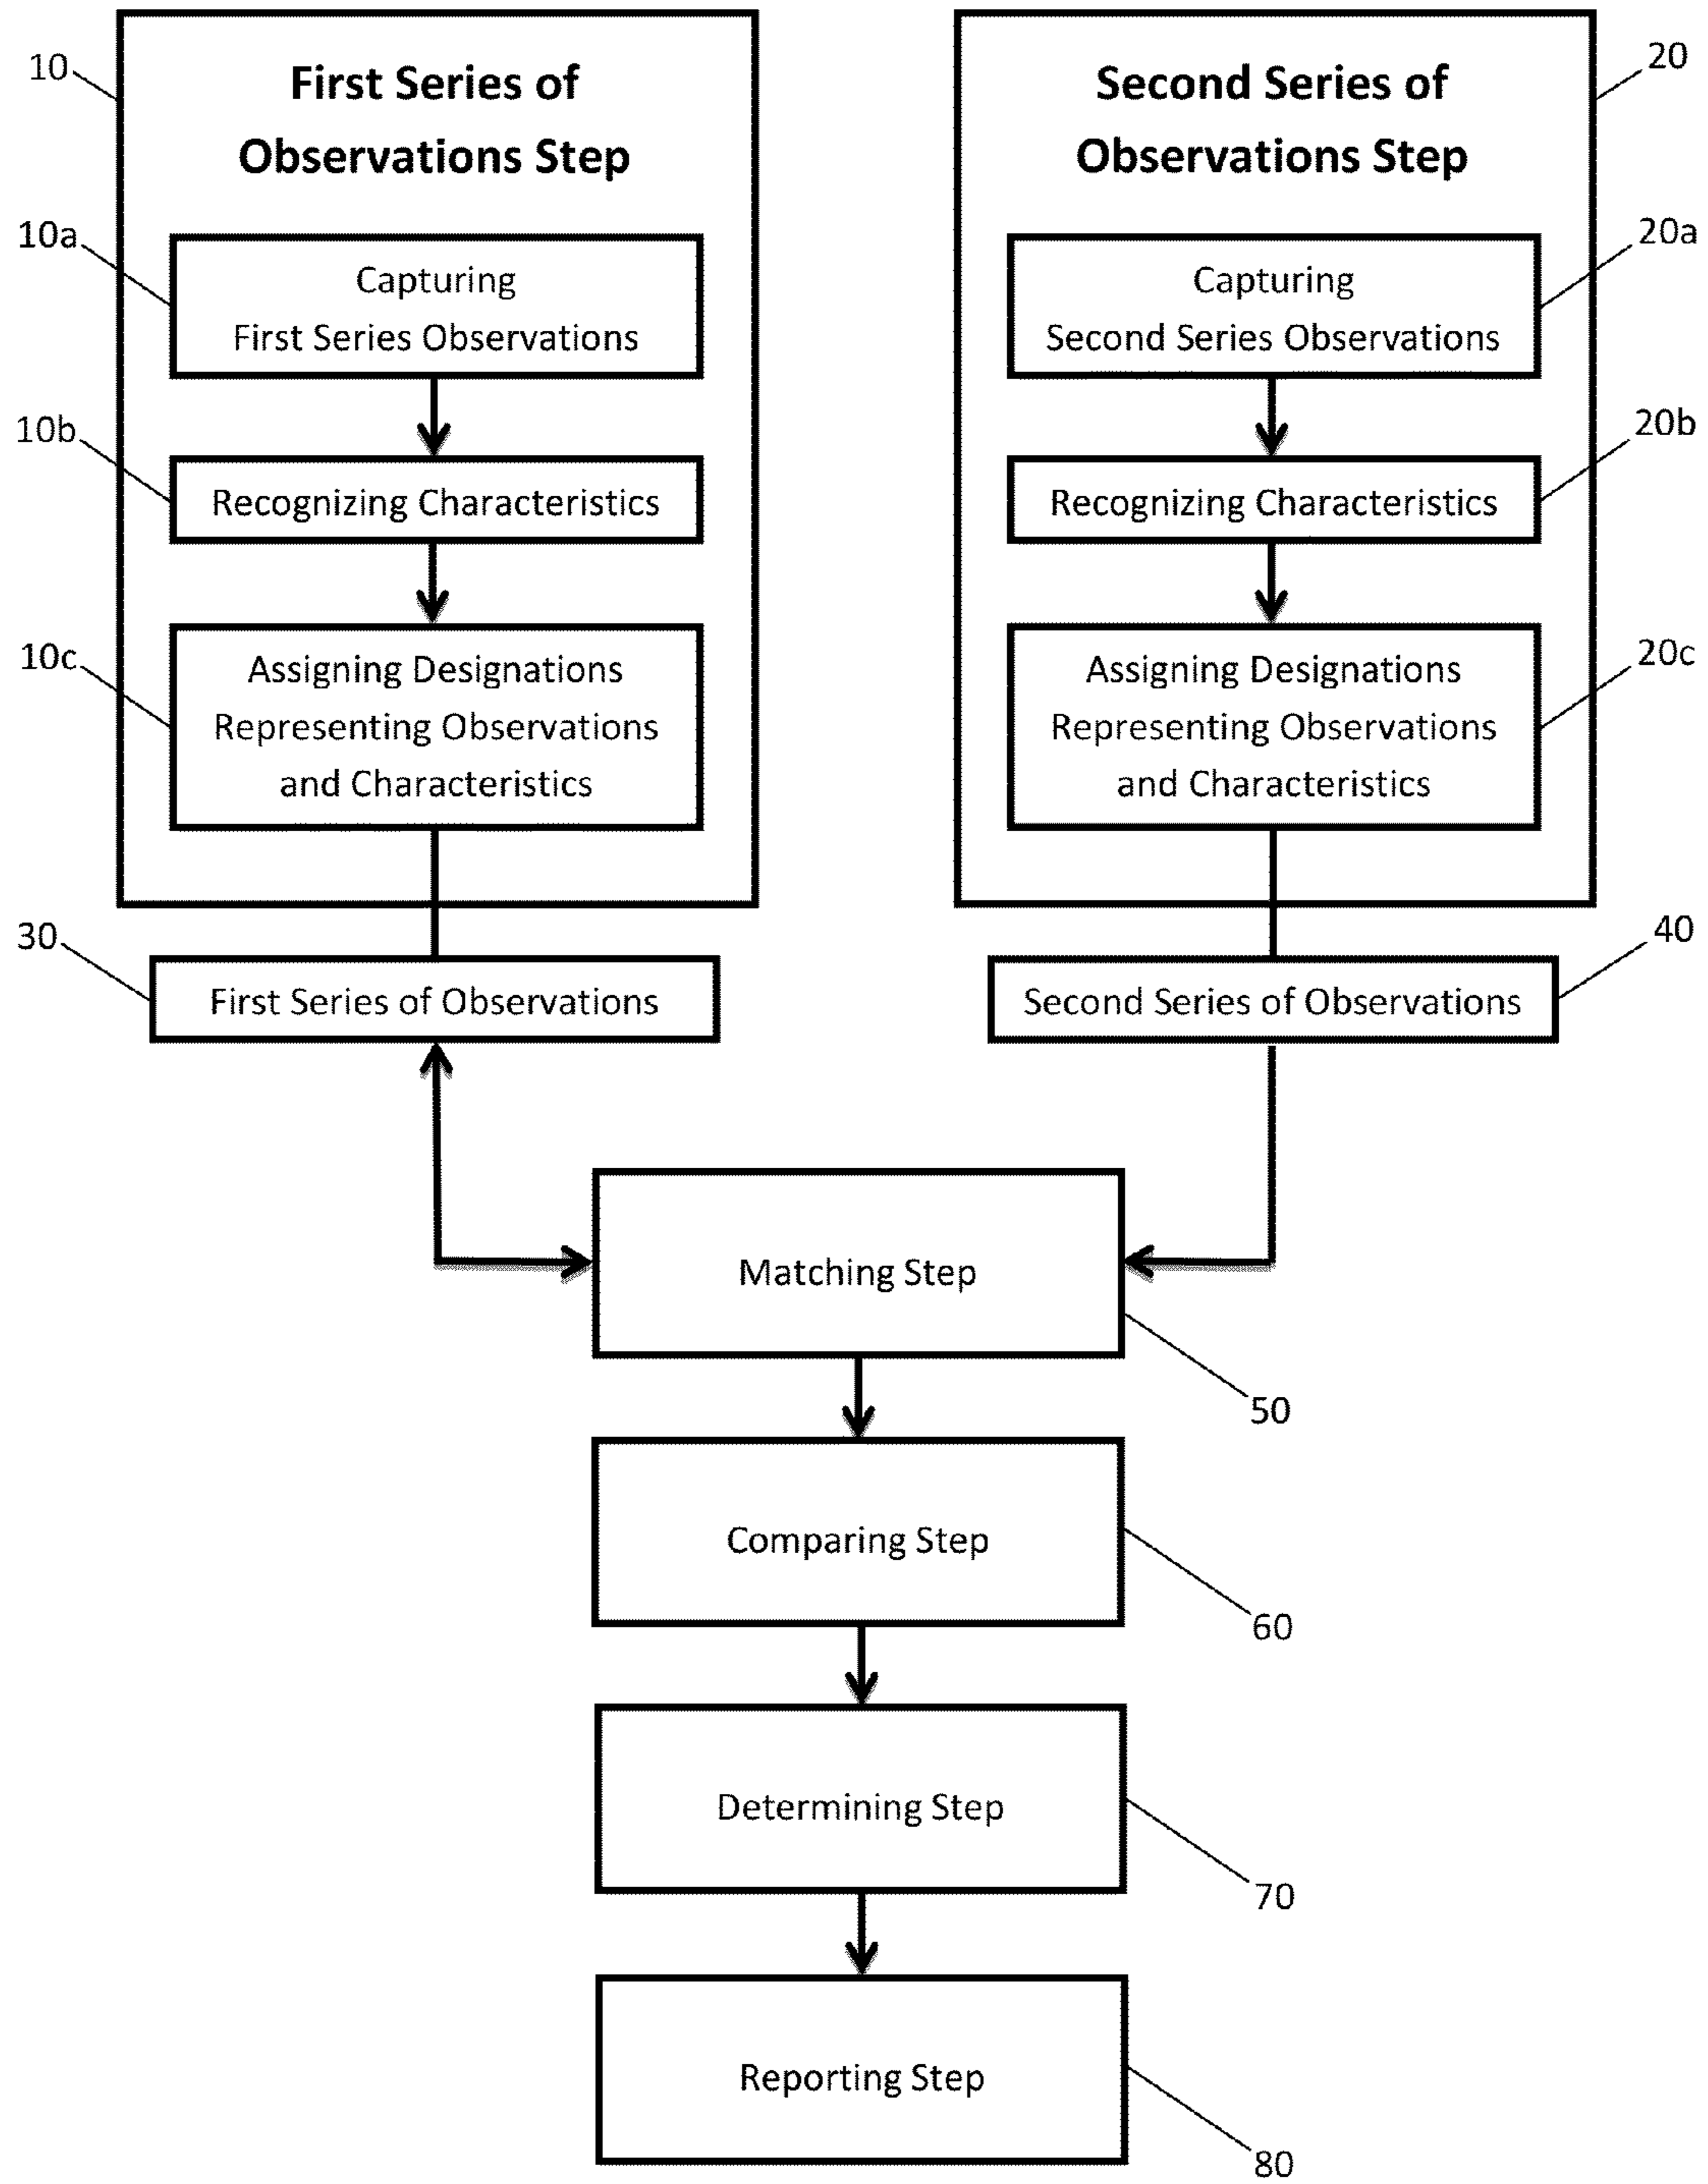 10
First Series of
Observations Step
10a
Capturing
First Series Observations
10b
Recognizing Characteristics
10c
Assigning Designations
Representing Observations
and Characteristics
30
First Series of Observations
20
Second Series of
Observations Step
20a
Capturing
Second Series Observations
20b
Recognizing Characteristics
20c
Assigning Designations
Representing Observations
and Characteristics
40
Second Series of Observations
Matching Step
50
Comparing Step
60
Determining Step
70
Reporting Step
80